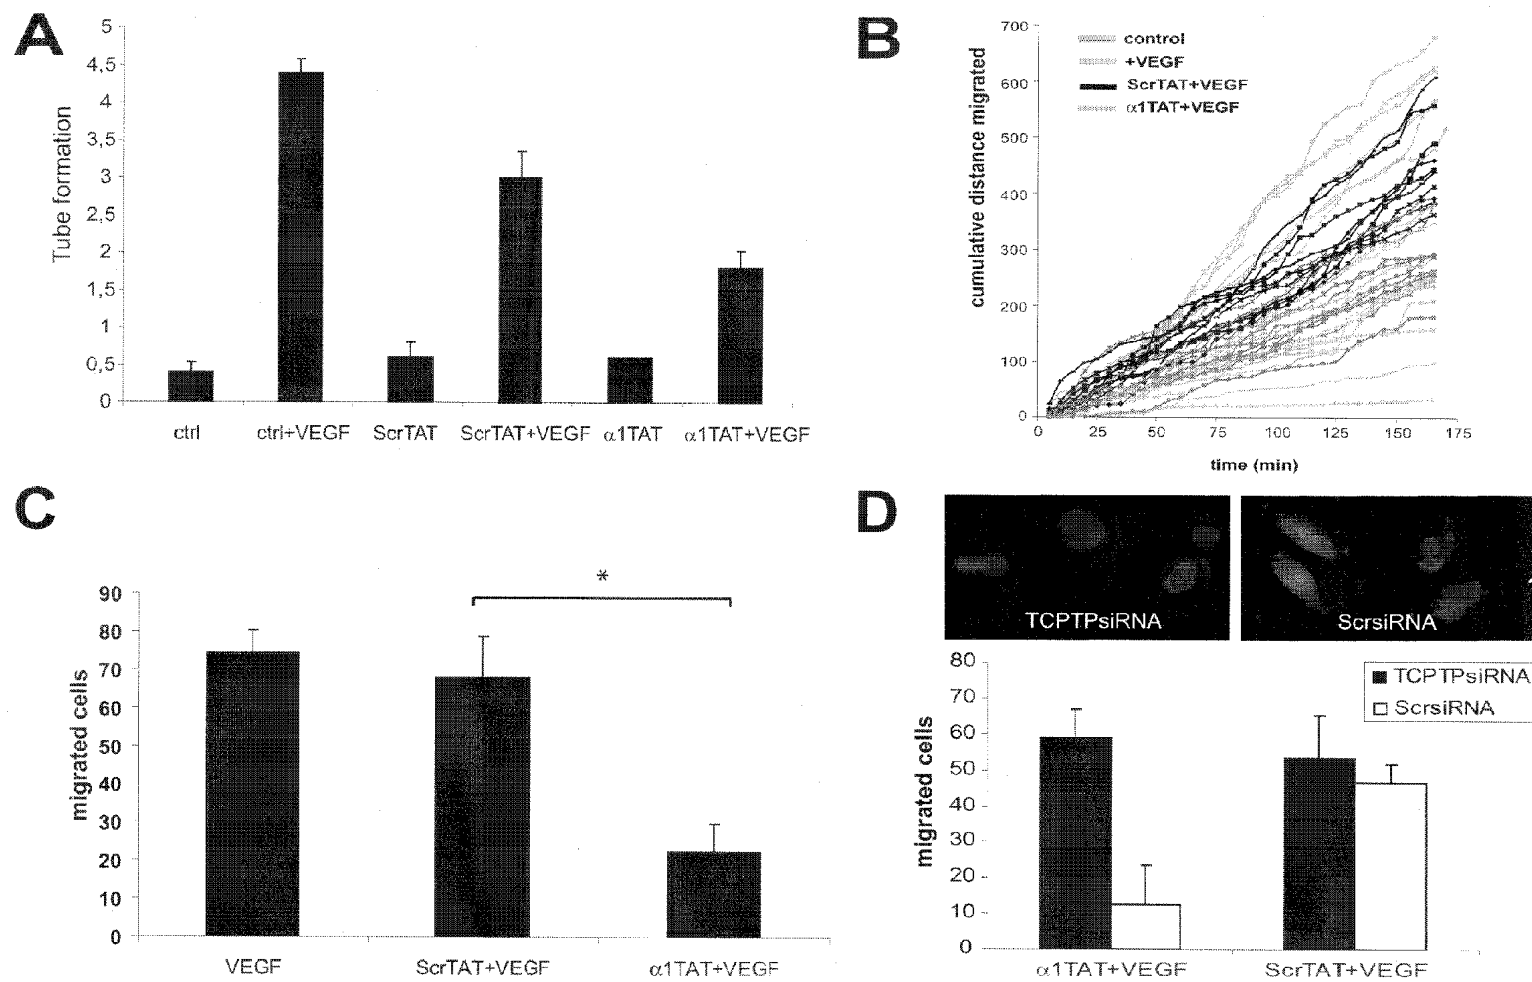 A
5
4,5
4
3,5
3
2,5
2
1,5
1
0,5
0
Tube formation
ctrl
ctrl+VEGF
ScrTAT
ScrTAT+VEGF
α1TAT
α1TAT+VEGF
B
700
600
500
400
300
200
100
0
cumulative distance migrated
control
+VEGF
ScrTAT+VEGF
α1TAT+VEGF
0 25 50 75 100 125 150 175
time (min)
C
90
80
70
60
50
40
30
20
10
0
migrated cells
*
VEGF
ScrTAT+VEGF
α1TAT+VEGF
D
TCPTPsiRNA
ScrsiRNA
80
70
60
50
40
30
20
10
0
migrated cells
TCPTPsiRNA
ScrsiRNA
α1TAT+VEGF
ScrTAT+VEGF